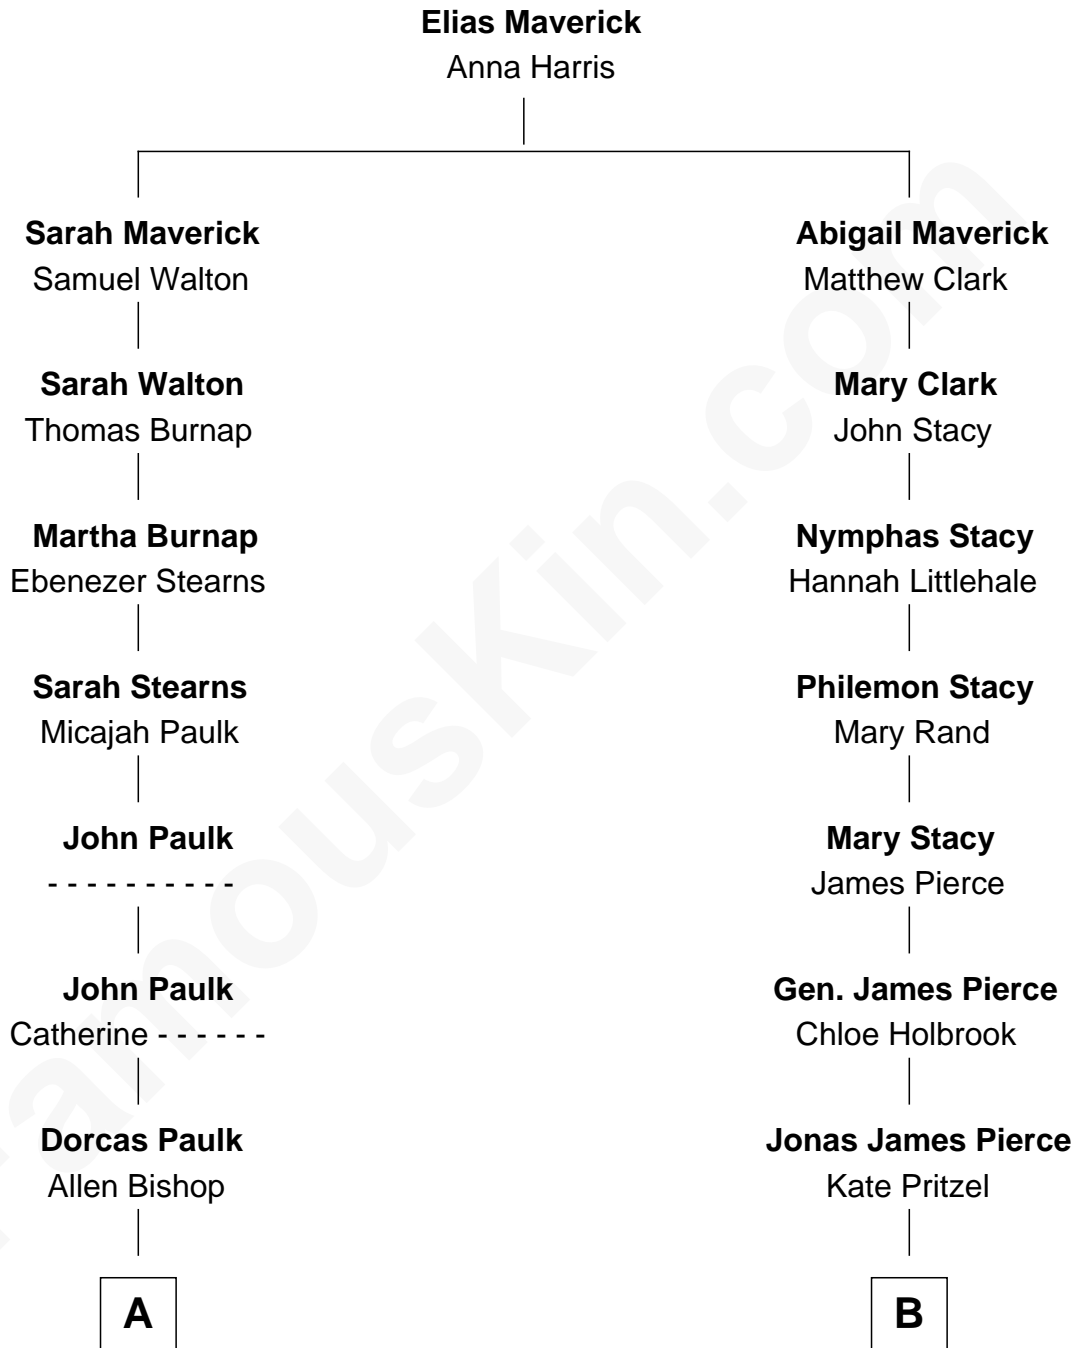 Elias Maverick
Anna Harris
Sarah Maverick
Samuel Walton
Sarah Walton
Thomas Burnap
Martha Burnap
Ebenezer Stearns
Sarah Stearns
Micajah Paulk
John Paulk
- - - - - - - - - -
John Paulk
Catherine - - - - - -
Dorcas Paulk
Allen Bishop
A
Abigail Maverick
Matthew Clark
Mary Clark
John Stacy
Nymphas Stacy
Hannah Littlehale
Philemon Stacy
Mary Rand
Mary Stacy
James Pierce
Gen. James Pierce
Chloe Holbrook
Jonas James Pierce
Kate Pritzel
B
FamousKin.com